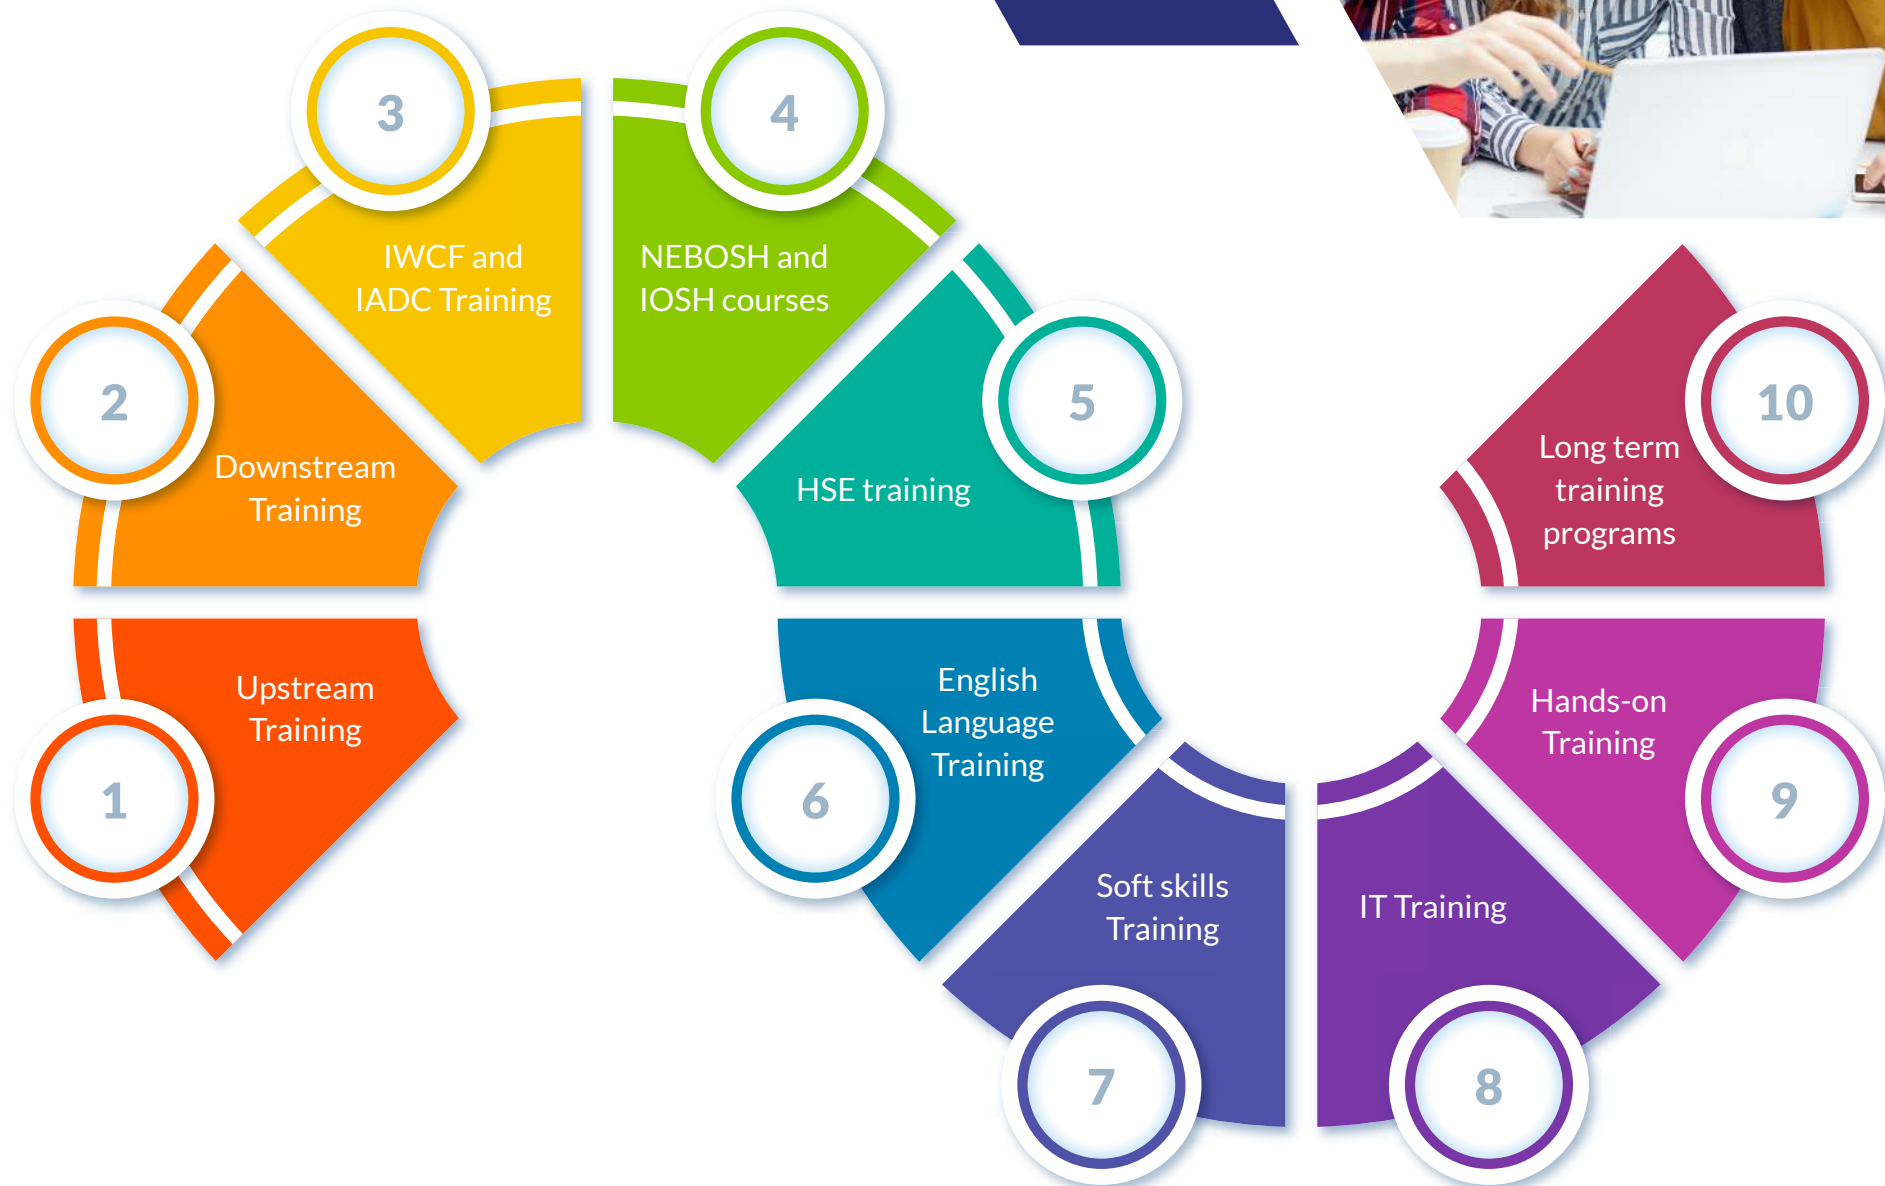 1
Upstream
Training
2
Downstream
Training
3
IWCF and
IADC Training
4
NEBOSH and
IOSH courses
5
HSE training
6
English
Language
Training
7
Soft skills
Training
8
IT Training
9
Hands-on
Training
10
Long term
training
programs